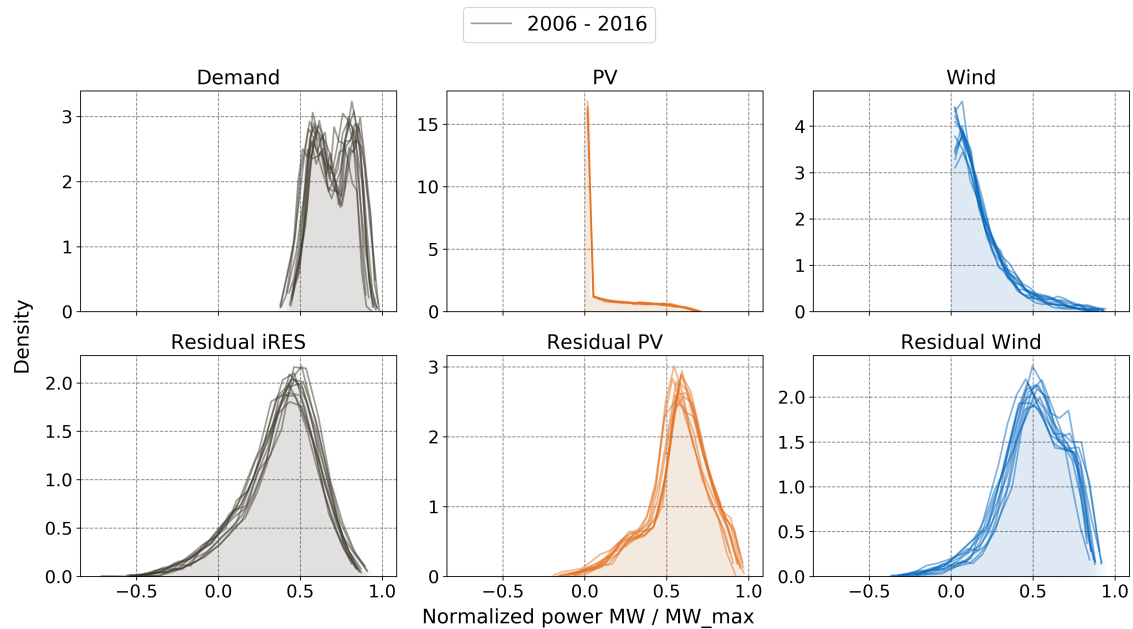 2006 - 2016
Demand
PV
Wind
3
2
1
0
15
10
5
0
4
3
2
1
0
Density
Residual iRES
Residual PV
Residual Wind
2.0
1.5
1.0
0.5
0.0
−0.5 0.0 0.5 1.0
3
2
1
0
−0.5 0.0 0.5 1.0
2.0
1.5
1.0
0.5
0.0
−0.5 0.0 0.5 1.0
Normalized power MW / MW_max